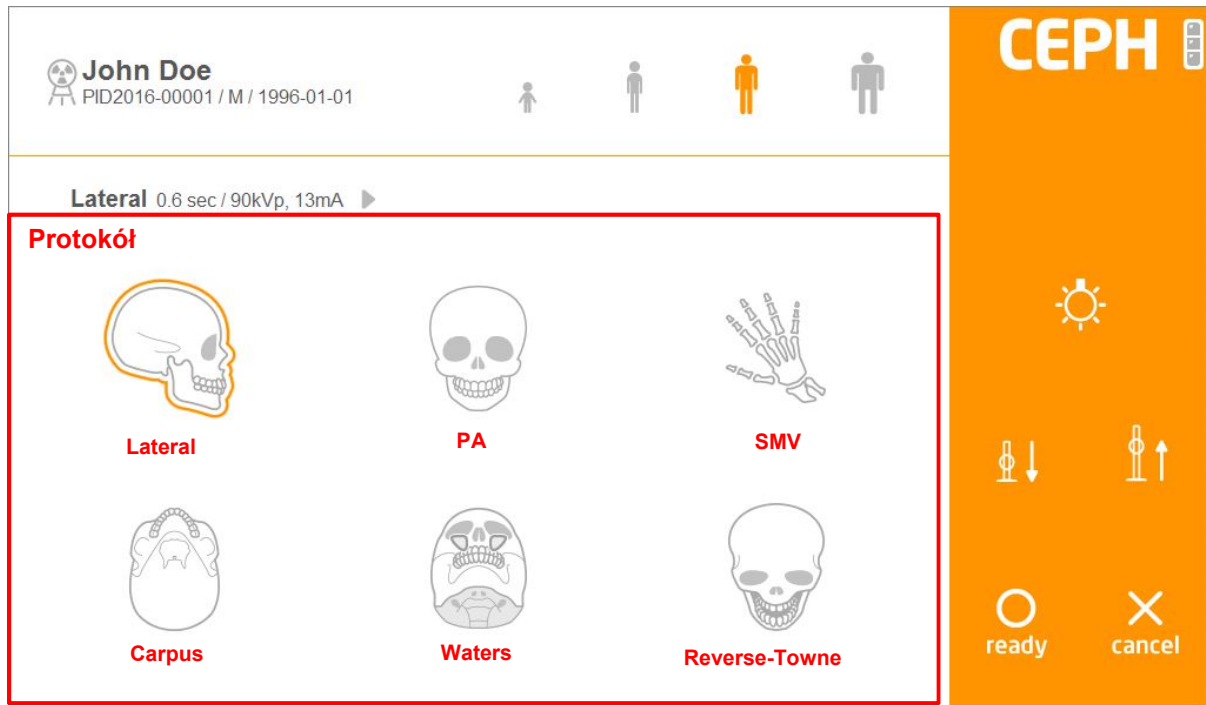 CEPH
John Doe
PID2016-00001 / M / 1996-01-01
Lateral 0.6 sec / 90kVp, 13mA
Protokół
Lateral
PA
SMV
Carpus
Waters
Reverse-Towne
ready
cancel